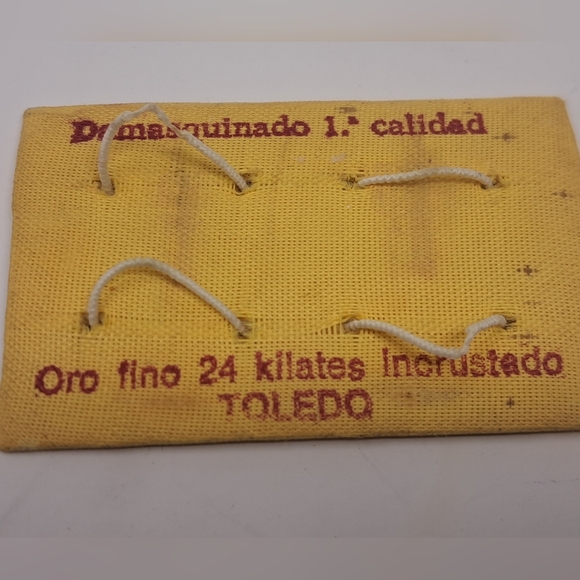 Damasquinado 1.ª calidad
Oro fino 24 kilates incrustado
TOLEDO